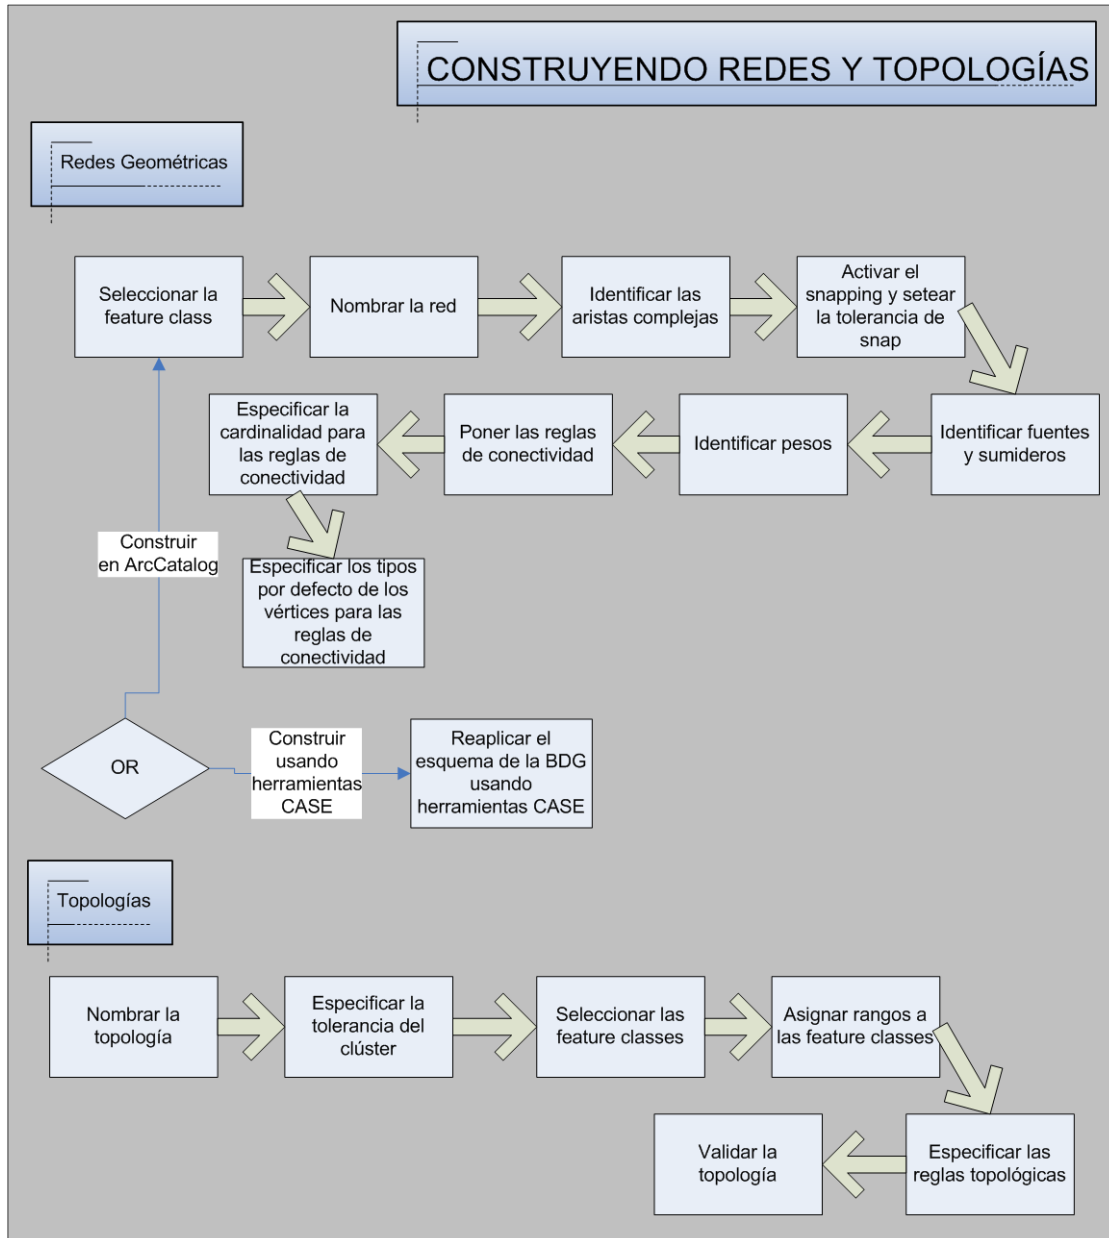 CONSTRUYENDO REDES Y TOPOLOGÍAS
Redes Geométricas
Seleccionar la
feature class
Nombrar la red
Identificar las
aristas complejas
Activar el
snapping y setear
la tolerancia de
snap
Identificar fuentes
y sumideros
Identificar pesos
Poner las reglas
de conectividad
Especificar la
cardinalidad para
las reglas de
conectividad
Especificar los tipos
por defecto de los
vértices para las
reglas de
conectividad
Construir
en ArcCatalog
OR
Construir
usando
herramientas
CASE
Reaplicar el
esquema de la BDG
usando
herramientas CASE
Topologías
Nombrar la
topología
Especificar la
tolerancia del
clúster
Seleccionar las
feature classes
Asignar rangos a
las feature classes
Especificar las
reglas topológicas
Validar la
topología